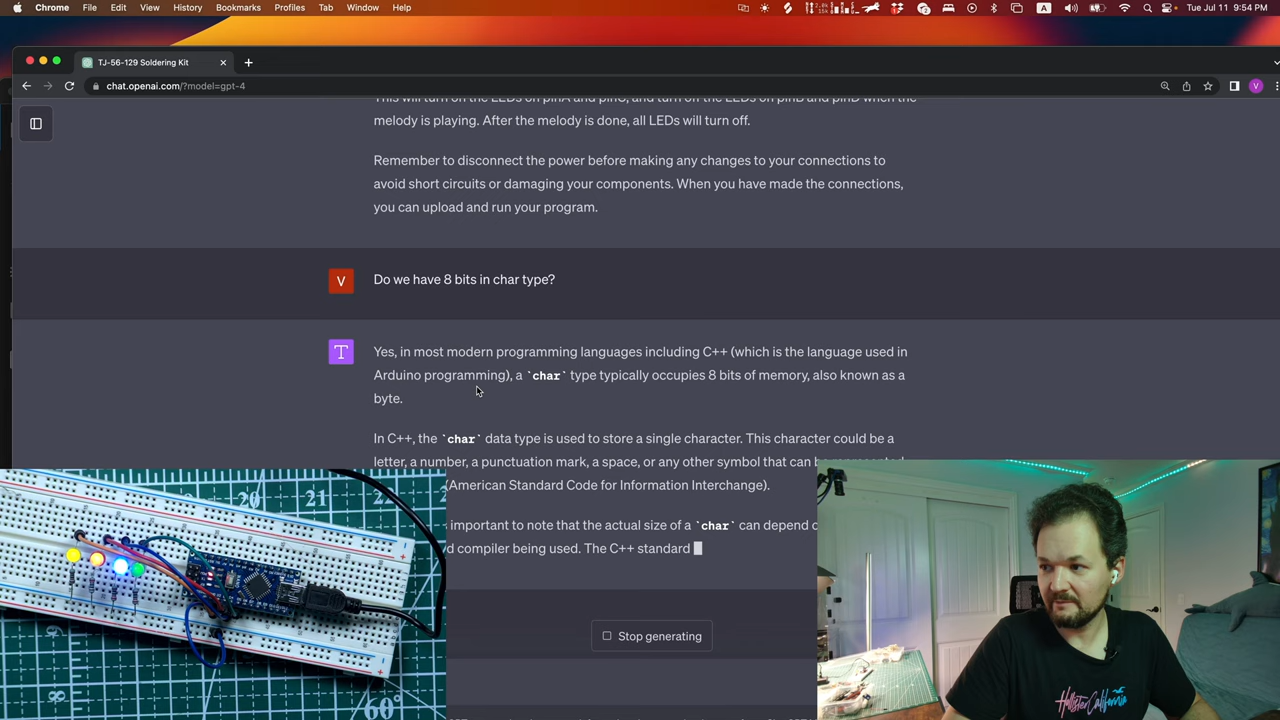 Chrome File Edit View History Bookmarks Profiles Tab Window Help
Tue Jul 11 9:54 PM
TJ-56-129 Soldering Kit
chat.openai.com/?model=gpt-4
V
melody is playing. After the melody is done, all LEDs will turn off.
Remember to disconnect the power before making any changes to your connections to
avoid short circuits or damaging your components. When you have made the connections,
you can upload and run your program.
V
Do we have 8 bits in char type?
T
Yes, in most modern programming languages including C++ (which is the language used in
Arduino programming), a `char` type typically occupies 8 bits of memory, also known as a
byte.
In C++, the `char` data type is used to store a single character. This character could be a
letter, a number, a punctuation mark, a space, or any other symbol that can be represented
(American Standard Code for Information Interchange).
important to note that the actual size of a `char` can depend
compiler being used. The C++ standard
Stop generating
20 21
60°
Hollister California